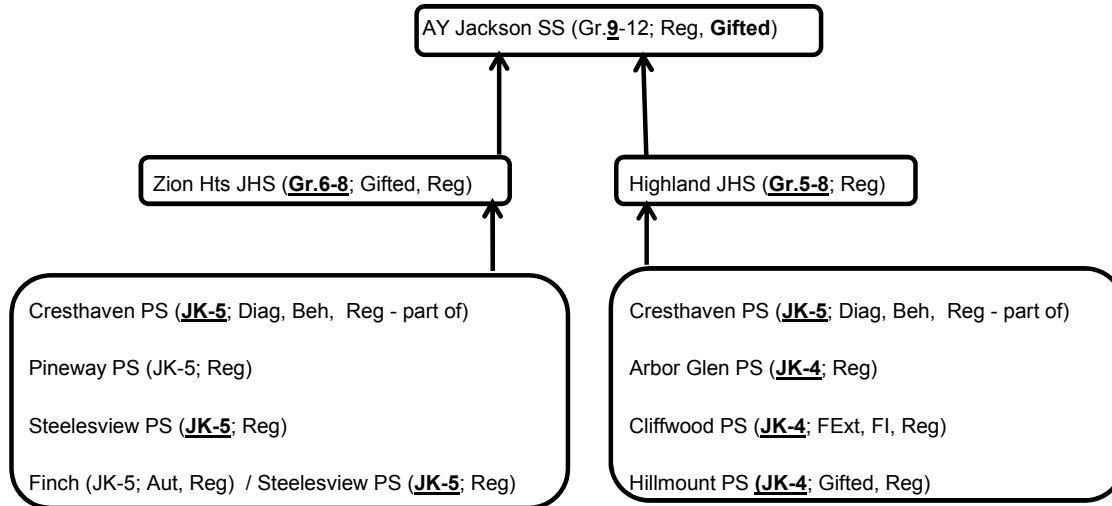 AY Jackson SS (Gr.9-12; Reg, Gifted)
Zion Hts JHS (Gr.6-8; Gifted, Reg)
Highland JHS (Gr.5-8; Reg)
Cresthaven PS (JK-5; Diag, Beh, Reg - part of)
Pineway PS (JK-5; Reg)
Steelesview PS (JK-5; Reg)
Finch (JK-5; Aut, Reg) / Steelesview PS (JK-5; Reg)
Cresthaven PS (JK-5; Diag, Beh, Reg - part of)
Arbor Glen PS (JK-4; Reg)
Cliffwood PS (JK-4; FExt, FI, Reg)
Hillmount PS (JK-4; Gifted, Reg)